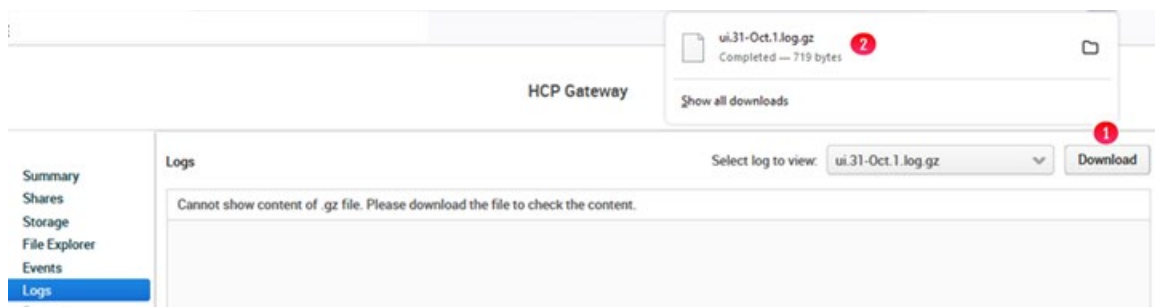 ui.31-Oct.1.log.gz
2
Completed — 719 bytes
HCP Gateway
Show all downloads
1
Logs
Select log to view:
ui.31-Oct.1.log.gz
Download
Summary
Shares
Storage
File Explorer
Events
Logs
Cannot show content of .gz file. Please download the file to check the content.